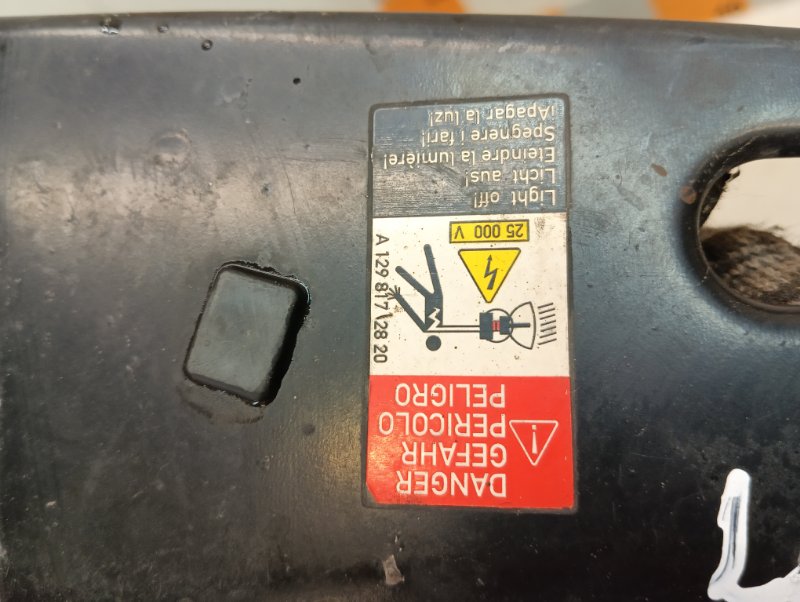 DANGER
GEFAHR
PERICOLO
PELIGRO
25 000 V
A 129 817 28 20
Light off!
Licht aus!
Eteindre la lumière!
Spegnere i fari!
¡Apagar la luz!